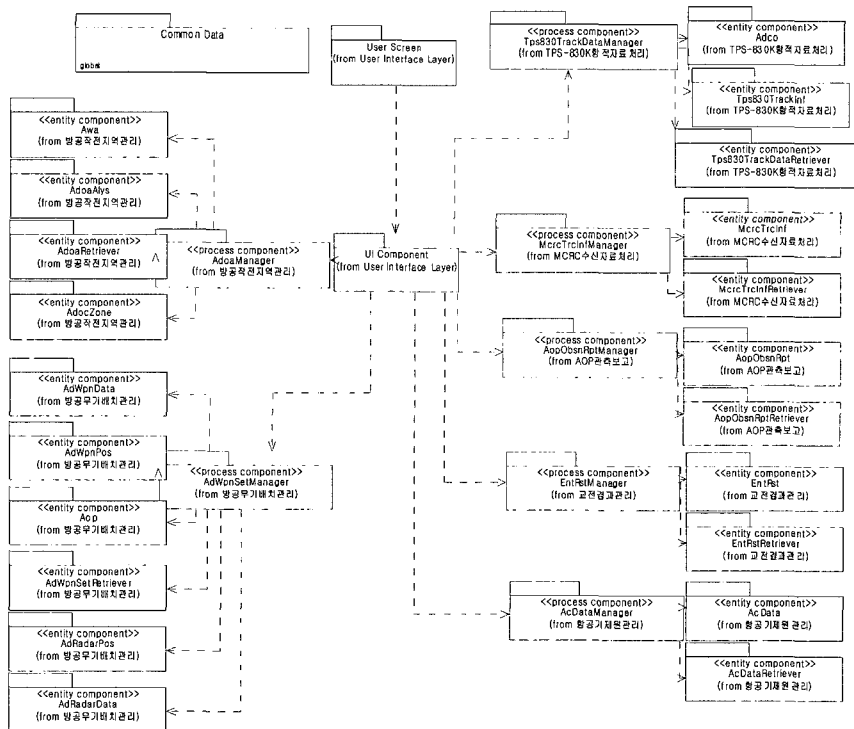 Common Data
global
User Screen
(from User Interface Layer)
<<process component>>
Tps830TrackDataManager
(from TPS-830K항적자료처리)
<<entity component>>
Adco
(from TPS-830K항적자료처리)
<<entity component>>
Tps830TrackInf
(from TPS-830K항적자료처리)
<<entity component>>
Tps830TrackDataRetriever
(from TPS-830K항적자료처리)
<<entity component>>
Awa
(from 방공작전지역관리)
<<entity component>>
AdoaAlys
(from 방공작전지역관리)
<<entity component>>
AdoaRetriever
(from 방공작전지역관리)
<<entity component>>
AdocZone
(from 방공작전지역관리)
<<process component>>
AdoaManager
(from 방공작전지역관리)
UI Component
(from User Interface Layer)
<<process component>>
McrcTrcInfManager
(from MCRC수신자료처리)
<<entity component>>
McrcTrcInf
(from MCRC수신자료처리)
<<entity component>>
McrcTrcInfRetriever
(from MCRC수신자료처리)
<<process component>>
AopObsnRptManager
(from AOP관측보고)
<<entity component>>
AopObsnRpt
(from AOP관측보고)
<<entity component>>
AopObsnRptRetriever
(from AOP관측보고)
<<entity component>>
AdWpnData
(from 방공무기배치관리)
<<entity component>>
AdWpnPos
(from 방공무기배치관리)
<<entity component>>
Aop
(from 방공무기배치관리)
<<entity component>>
AdWpnSetRetriever
(from 방공무기배치관리)
<<entity component>>
AdRadarPos
(from 방공무기배치관리)
<<entity component>>
AdRadarData
(from 방공무기배치관리)
<<process component>>
AdWpnSetManager
(from 방공무기배치관리)
<<process component>>
EntRstManager
(from 교전결과관리)
<<entity component>>
EntRst
(from 교전결과관리)
<<entity component>>
EntRstRetriever
(from 교전결과관리)
<<process component>>
AcDataManager
(from 항공기제원관리)
<<entity component>>
AcData
(from 항공기제원관리)
<<entity component>>
AcDataRetriever
(from 항공기제원관리)